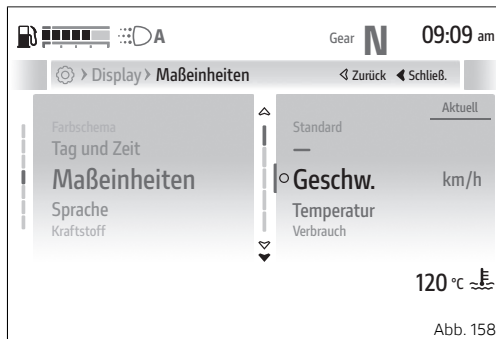 A Gear N 09:09 am
Display > Maßeinheiten Zurück Schließ.
Aktuell
Farbschema
Tag und Zeit
Maßeinheiten
Sprache
Kraftstoff
Standard
—
Geschw. km/h
Temperatur
Verbrauch
120 °C
Abb. 158